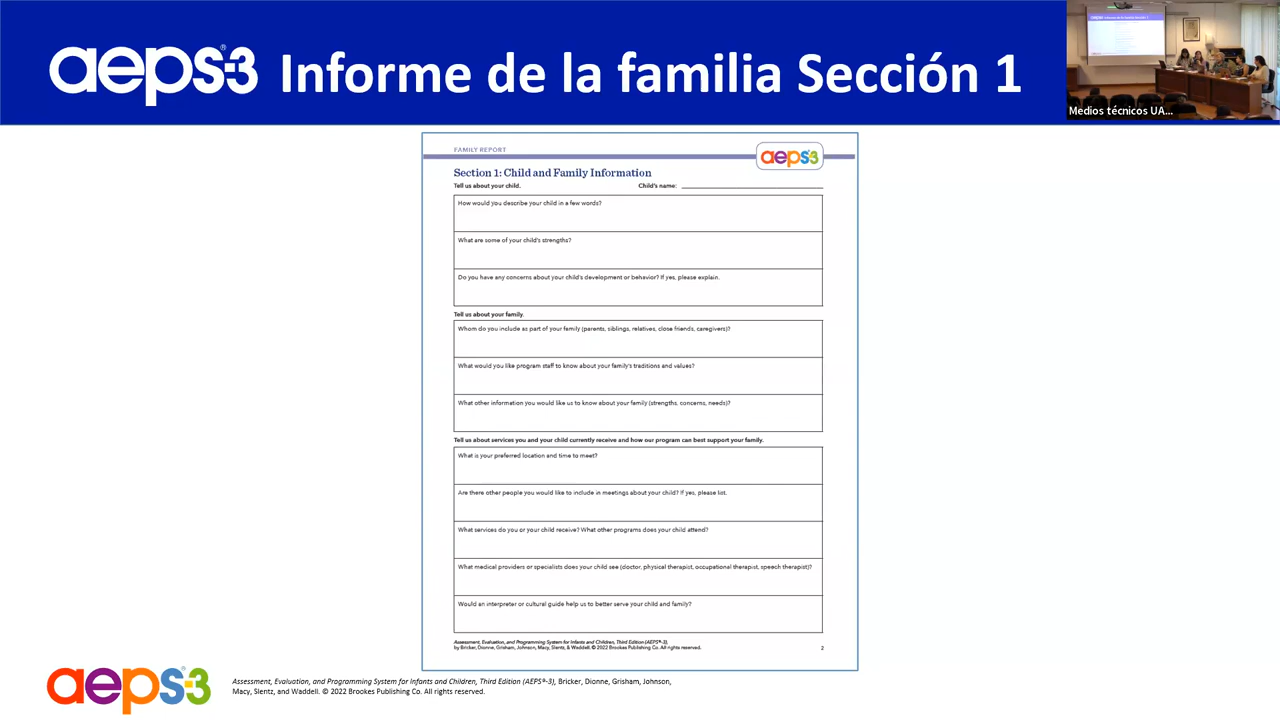 aeps®3 Informe de la familia Sección 1
Medios técnicos UA...
FAMILY REPORT
aeps3
Section 1: Child and Family Information
Tell us about your child. Child's name:
How would you describe your child in a few words?
What are some of your child's strengths?
Do you have any concerns about your child's development or behavior? If yes, please explain.
Tell us about your family.
Whom do you include as part of your family (parents, siblings, relatives, close friends, caregivers)?
What would you like program staff to know about your family's traditions and values?
What other information you would like us to know about your family (strengths, concerns, needs)?
Tell us about services you and your child currently receive and how our program can best support your family.
What is your preferred location and time to meet?
Are there other people you would like to include in meetings about your child? If yes, please list.
What services do you or your child receive? What other programs does your child attend?
What medical providers or specialists does your child see (doctor, physical therapist, occupational therapist, speech therapist)?
Would an interpreter or cultural guide help us to better serve your child and family?
Assessment, Evaluation, and Programming System for Infants and Children, Third Edition (AEPS®-3),
by Bricker, Dionne, Grisham, Johnson, Macy, Slentz, & Waddell. © 2022 Brookes Publishing Co. All rights reserved. 2
aeps®3
Assessment, Evaluation, and Programming System for Infants and Children, Third Edition (AEPS®-3), Bricker, Dionne, Grisham, Johnson,
Macy, Slentz, and Waddell. © 2022 Brookes Publishing Co. All rights reserved.